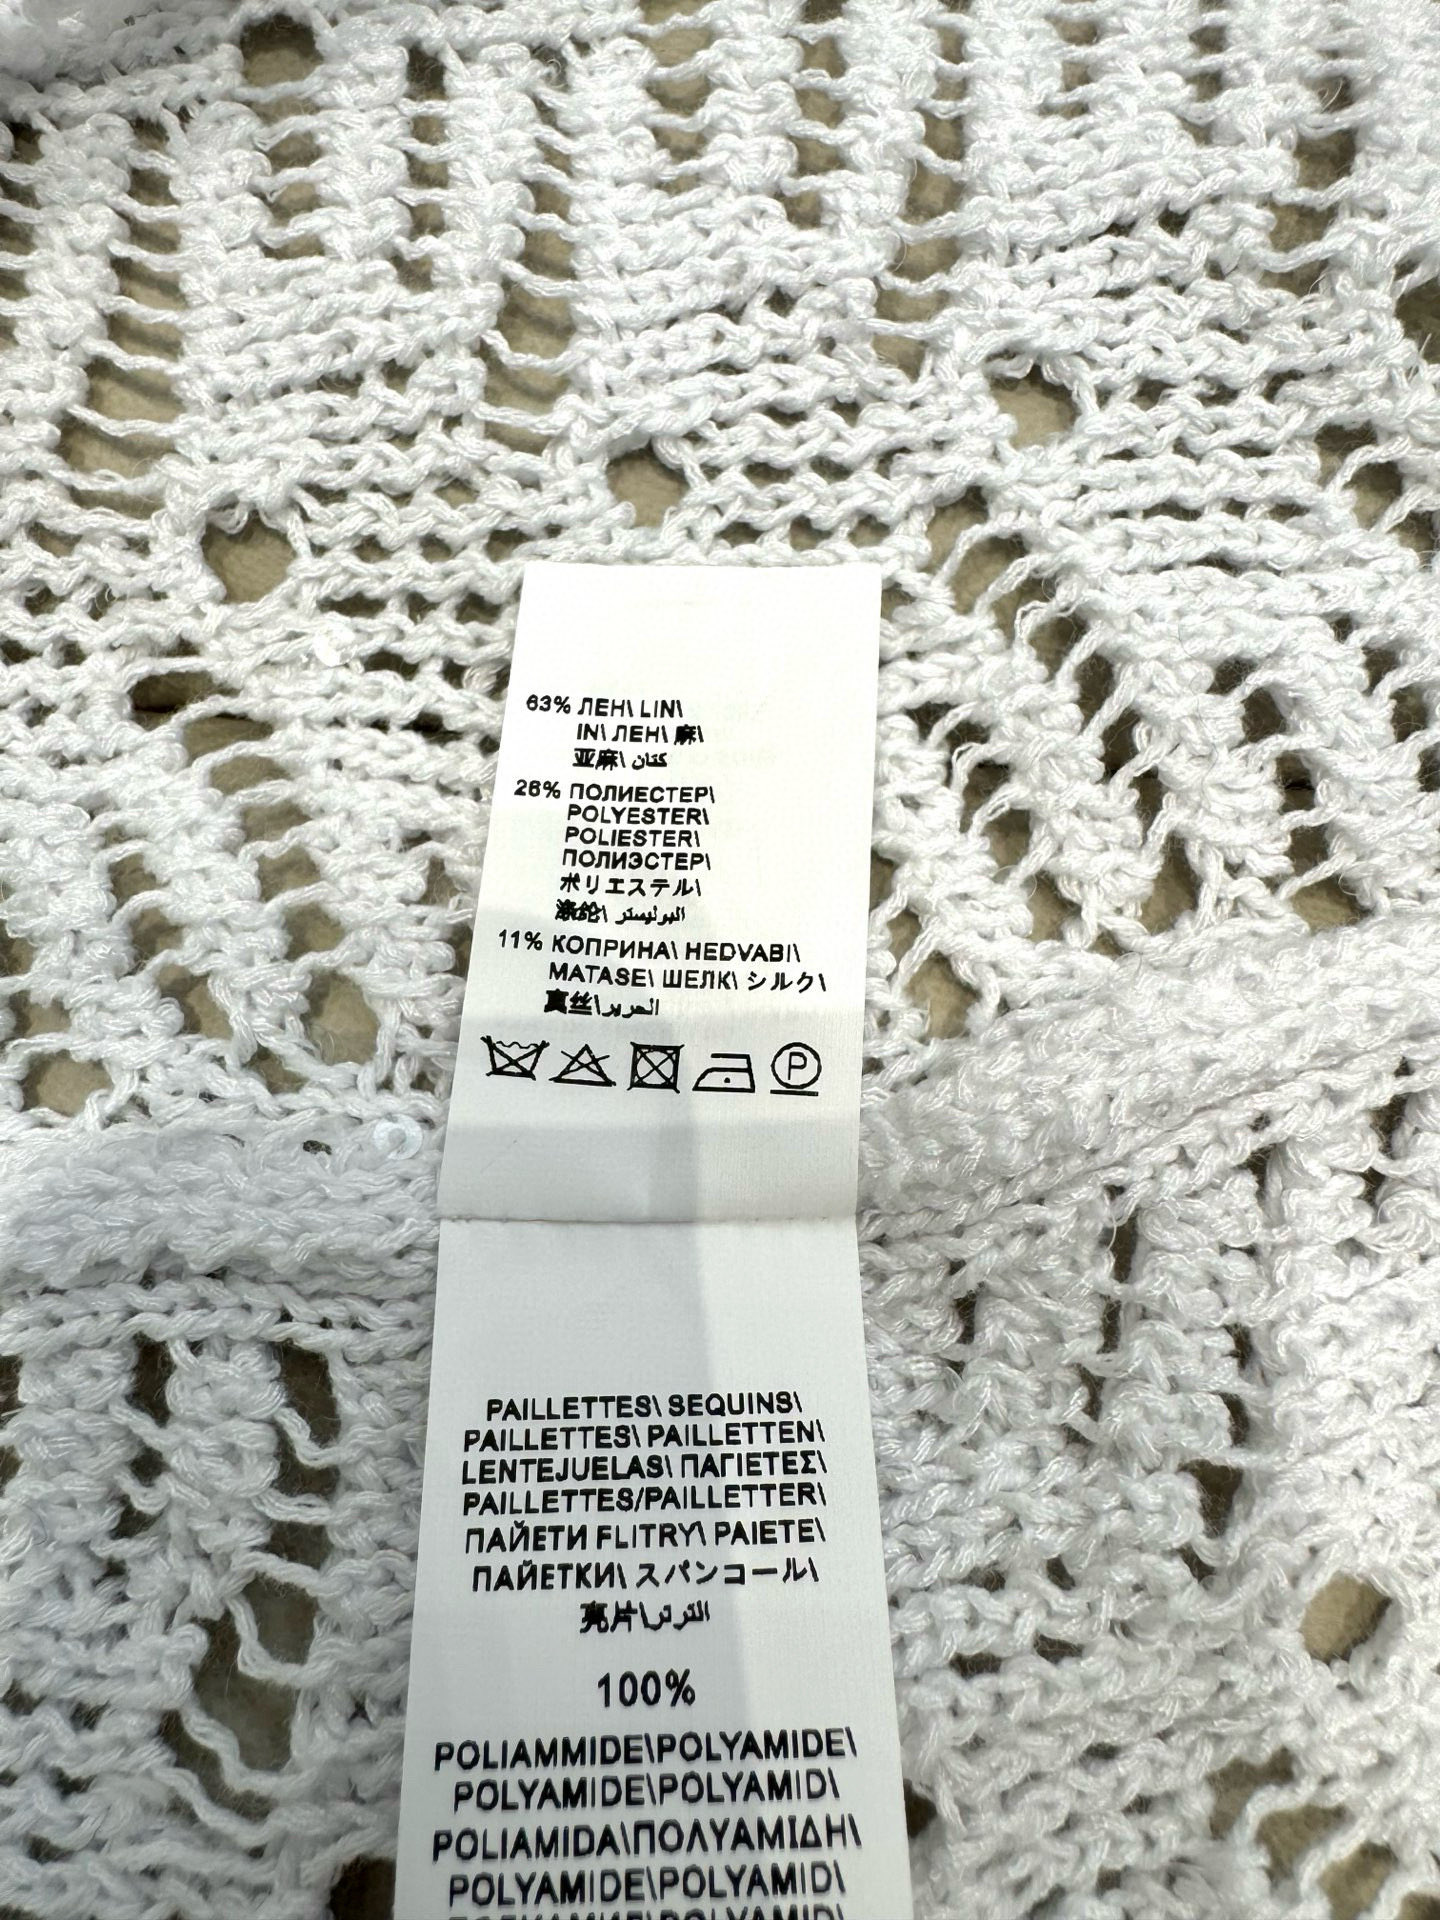 63% ЛЕН\ LIN\
IN\ ЛЕН\ 麻\
亚麻\ كتان
26% ПОЛИЕСТЕР\
POLYESTER\
POLIESTER\
ПОЛИЭСТЕР\
ポリエステル\
涤纶\ البوليستر
11% КОПРИНА\ HEDVABI\
MATASE\ ШЕЛК\ シルク\
真丝\الحرير
P
PAILLETTES\ SEQUINS\
PAILLETTES\ PAILLETTEN\
LENTEJUELAS\ ΠΑΓΙΕΤΕΣ\
PAILLETTES/PAILLETTER\
ПАЙЕТИ FLITRY\ PAIETE\
ПАЙЕТКИ\ スパンコール\
亮片\الترتر
100%
POLIAMMIDE\POLYAMIDE\
POLYAMIDE\POLYAMID\
POLIAMIDA\ΠΟΛΥΑΜΙΔΗ\
POLYAMIDE\POLYAMID\